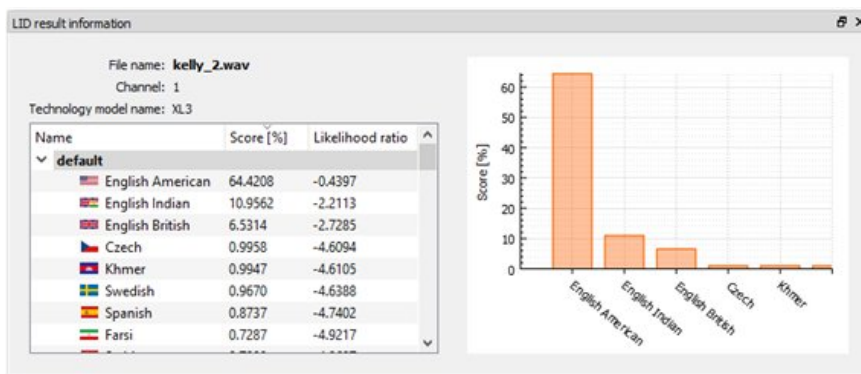 LID result information
File name: kelly_2.wav
Channel: 1
Technology model name: XL3
Name Score [%] Likelihood ratio
default
English American 64.4208 -0.4397
English Indian 10.9562 -2.2113
English British 6.5314 -2.7285
Czech 0.9958 -4.6094
Khmer 0.9947 -4.6105
Swedish 0.9670 -4.6388
Spanish 0.8737 -4.7402
Farsi 0.7287 -4.9217
Score [%]
60
50
40
30
20
10
0
English American
English Indian
English British
Czech
Khmer